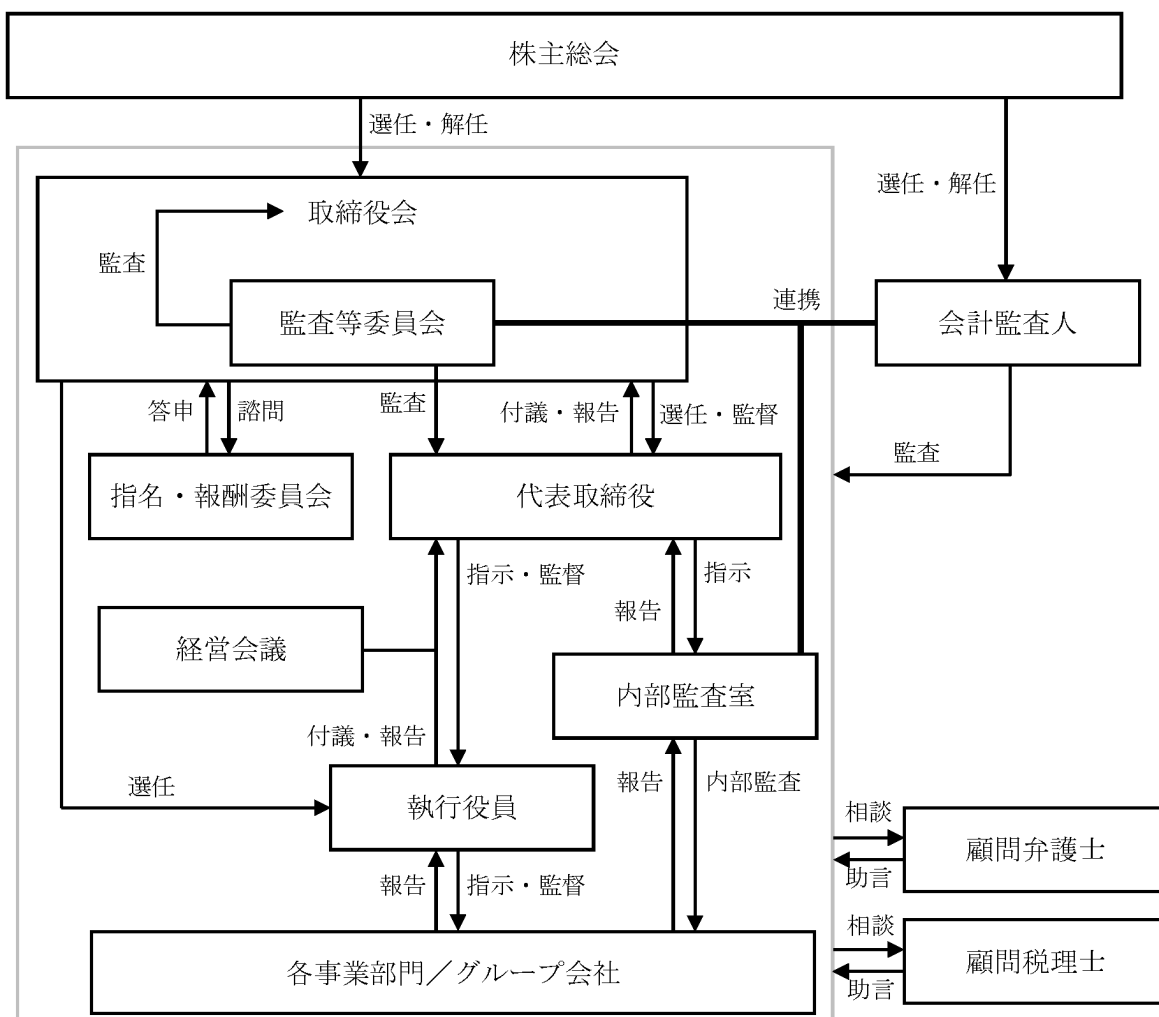 株主総会
選任・解任
選任・解任
取締役会
監査
監査等委員会
連携
会計監査人
答申
諮問
監査
付議・報告
選任・監督
監査
指名・報酬委員会
代表取締役
指示・監督
指示
報告
経営会議
内部監査室
付議・報告
選任
執行役員
報告
内部監査
相談
顧問弁護士
助言
報告
指示・監督
相談
顧問税理士
助言
各事業部門／グループ会社